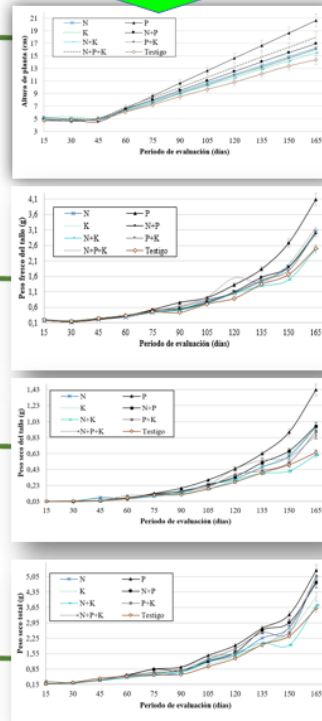 Altura de planta (cm)
21
19
17
15
13
11
9
7
5
3
N
P
K
N+P
N+K
P+K
N+P+K
Testigo
15 30 45 60 75 90 105 120 135 150 165
Periodo de evaluación (días)
Peso fresco del tallo (g)
4,1
3,6
3,1
2,6
2,1
1,6
1,1
0,6
0,1
N
P
K
N+P
N+K
P+K
N+P+K
Testigo
15 30 45 60 75 90 105 120 135 150 165
Periodo de evaluación (días)
Peso seco del tallo (g)
1,43
1,23
1,03
0,83
0,63
0,43
0,23
0,03
N
P
K
N+P
N+K
P+K
N+P+K
Testigo
15 30 45 60 75 90 105 120 135 150 165
Periodo de evaluación (días)
Peso seco total (g)
5,05
4,35
3,65
2,95
2,25
1,55
0,85
0,15
N
P
K
N+P
N+K
P+K
N+P+K
Testigo
15 30 45 60 75 90 105 120 135 150 165
Periodo de evaluación (días)